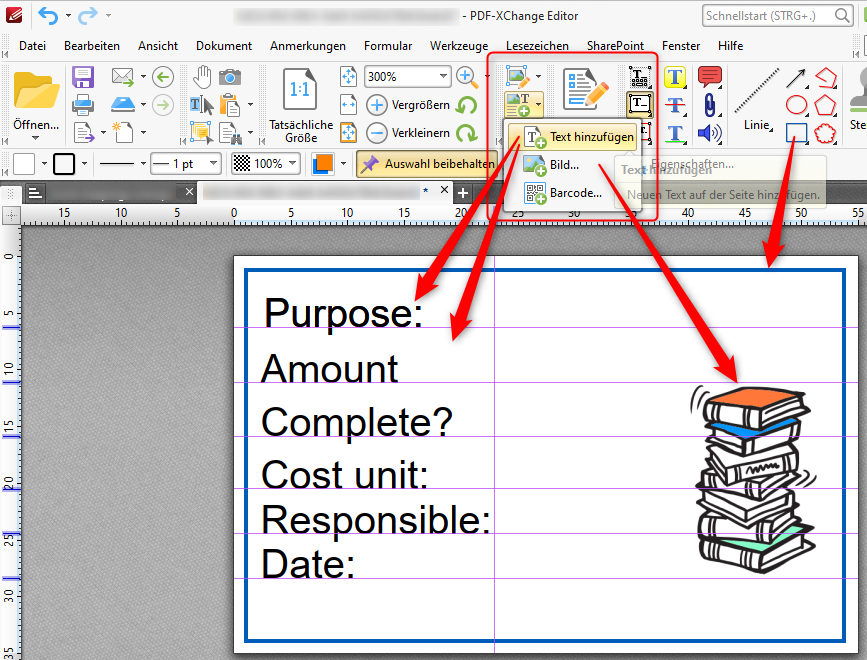 - PDF-XChange Editor
Schnellstart (STRG+.)
Datei Bearbeiten Ansicht Dokument Anmerkungen Formular Werkzeuge Lesezeichen SharePoint Fenster Hilfe
300%
Öffnen...
1:1
Tatsächliche
Größe
Vergrößern
Verkleinern
Linie
Ste
Text hinzufügen
Bild...
Barcode...
Eigenschaften...
Text hinzufügen
Neuen Text auf der Seite hinzufügen.
1 pt
100%
Auswahl beibehalten
15 10 5 0 5 10 15 20 25 30 35 40 45 50 55
0
5
10
15
20
25
30
35
Purpose:
Amount
Complete?
Cost unit:
Responsible:
Date: